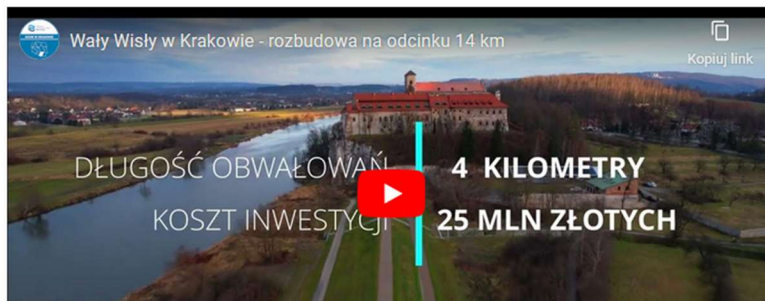 Wały Wisły w Krakowie - rozbudowa na odcinku 14 km
Kopiuj link
DŁUGOŚĆ OBWAŁOWAŃ 4 KILOMETRY
KOSZT INWESTYCJI 25 MLN ZŁOTYCH